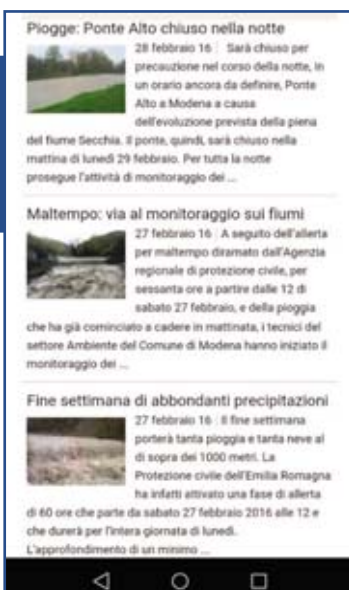 Piogge: Ponte Alto chiuso nella notte
28 febbraio 16 | Sarà chiuso per
precauzione nel corso della notte, in
un orario ancora da definire, Ponte
Alto a Modena a causa
dell'evoluzione prevista della piena
del fiume Secchia. Il ponte, quindi, sarà chiuso nella
mattina di lunedì 29 febbraio. Per tutta la notte
prosegue l'attività di monitoraggio dei ...
Maltempo: via al monitoraggio sui fiumi
27 febbraio 16 | A seguito dell'allerta
per maltempo diramato dall'Agenzia
regionale di protezione civile, per
sessanta ore a partire dalle 12 di
sabato 27 febbraio, e della pioggia
che ha già cominciato a cadere in mattinata, i tecnici del
settore Ambiente del Comune di Modena hanno iniziato il
monitoraggio dei ...
Fine settimana di abbondanti precipitazioni
27 febbraio 16 | Il fine settimana
porterà tanta pioggia e tanta neve al
di sopra dei 1000 metri. La
Protezione civile dell'Emilia Romagna
ha infatti attivato una fase di allerta
di 60 ore che parte da sabato 27 febbraio 2016 alle 12 e
che durerà per l'intera giornata di lunedì.
L'approfondimento di un minimo ...